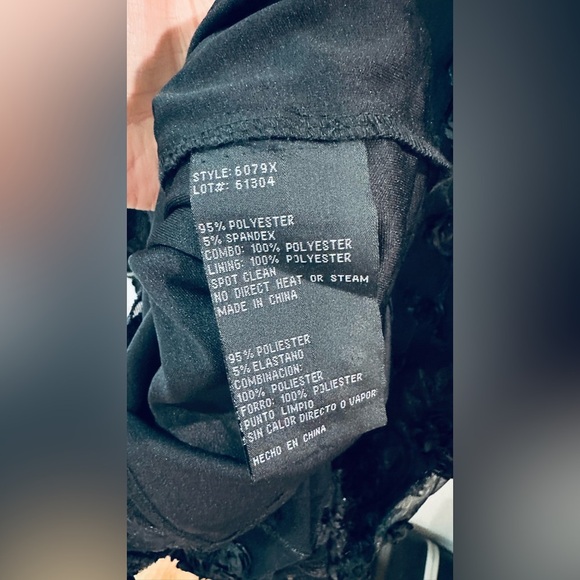 STYLE: 6079X
LOT#: 61304
95% POLYESTER
5% SPANDEX
COMBO: 100% POLYESTER
LINING: 100% POLYESTER
SPOT CLEAN
NO DIRECT HEAT OR STEAM
MADE IN CHINA
95% POLIESTER
5% ELASTANO
COMBINACION:
100% POLIESTER
FORRO: 100% POLIESTER
PUNTO LIMPIO
SIN CALOR DIRECTO O VAPOR
HECHO EN CHINA